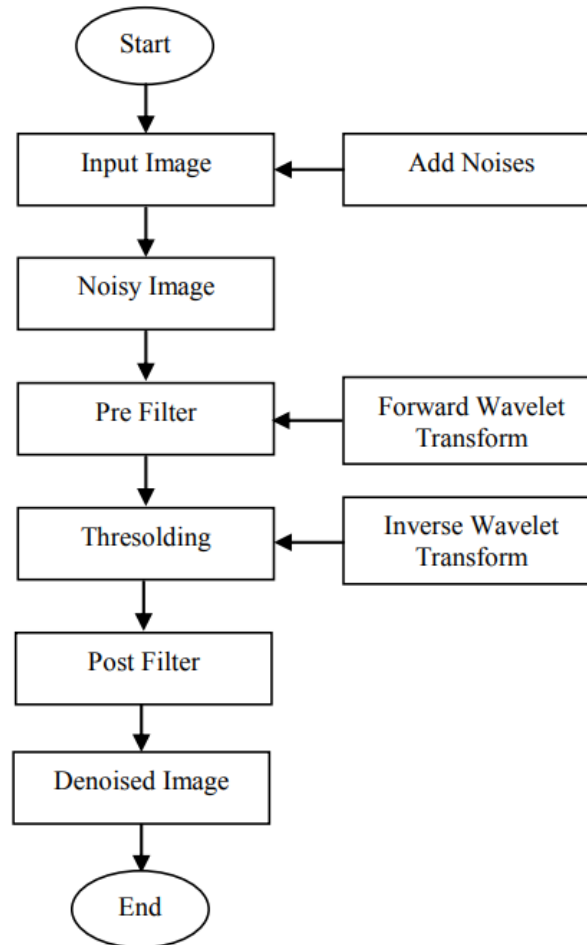 Start
Input Image
Add Noises
Noisy Image
Pre Filter
Forward Wavelet
Transform
Thresolding
Inverse Wavelet
Transform
Post Filter
Denoised Image
End